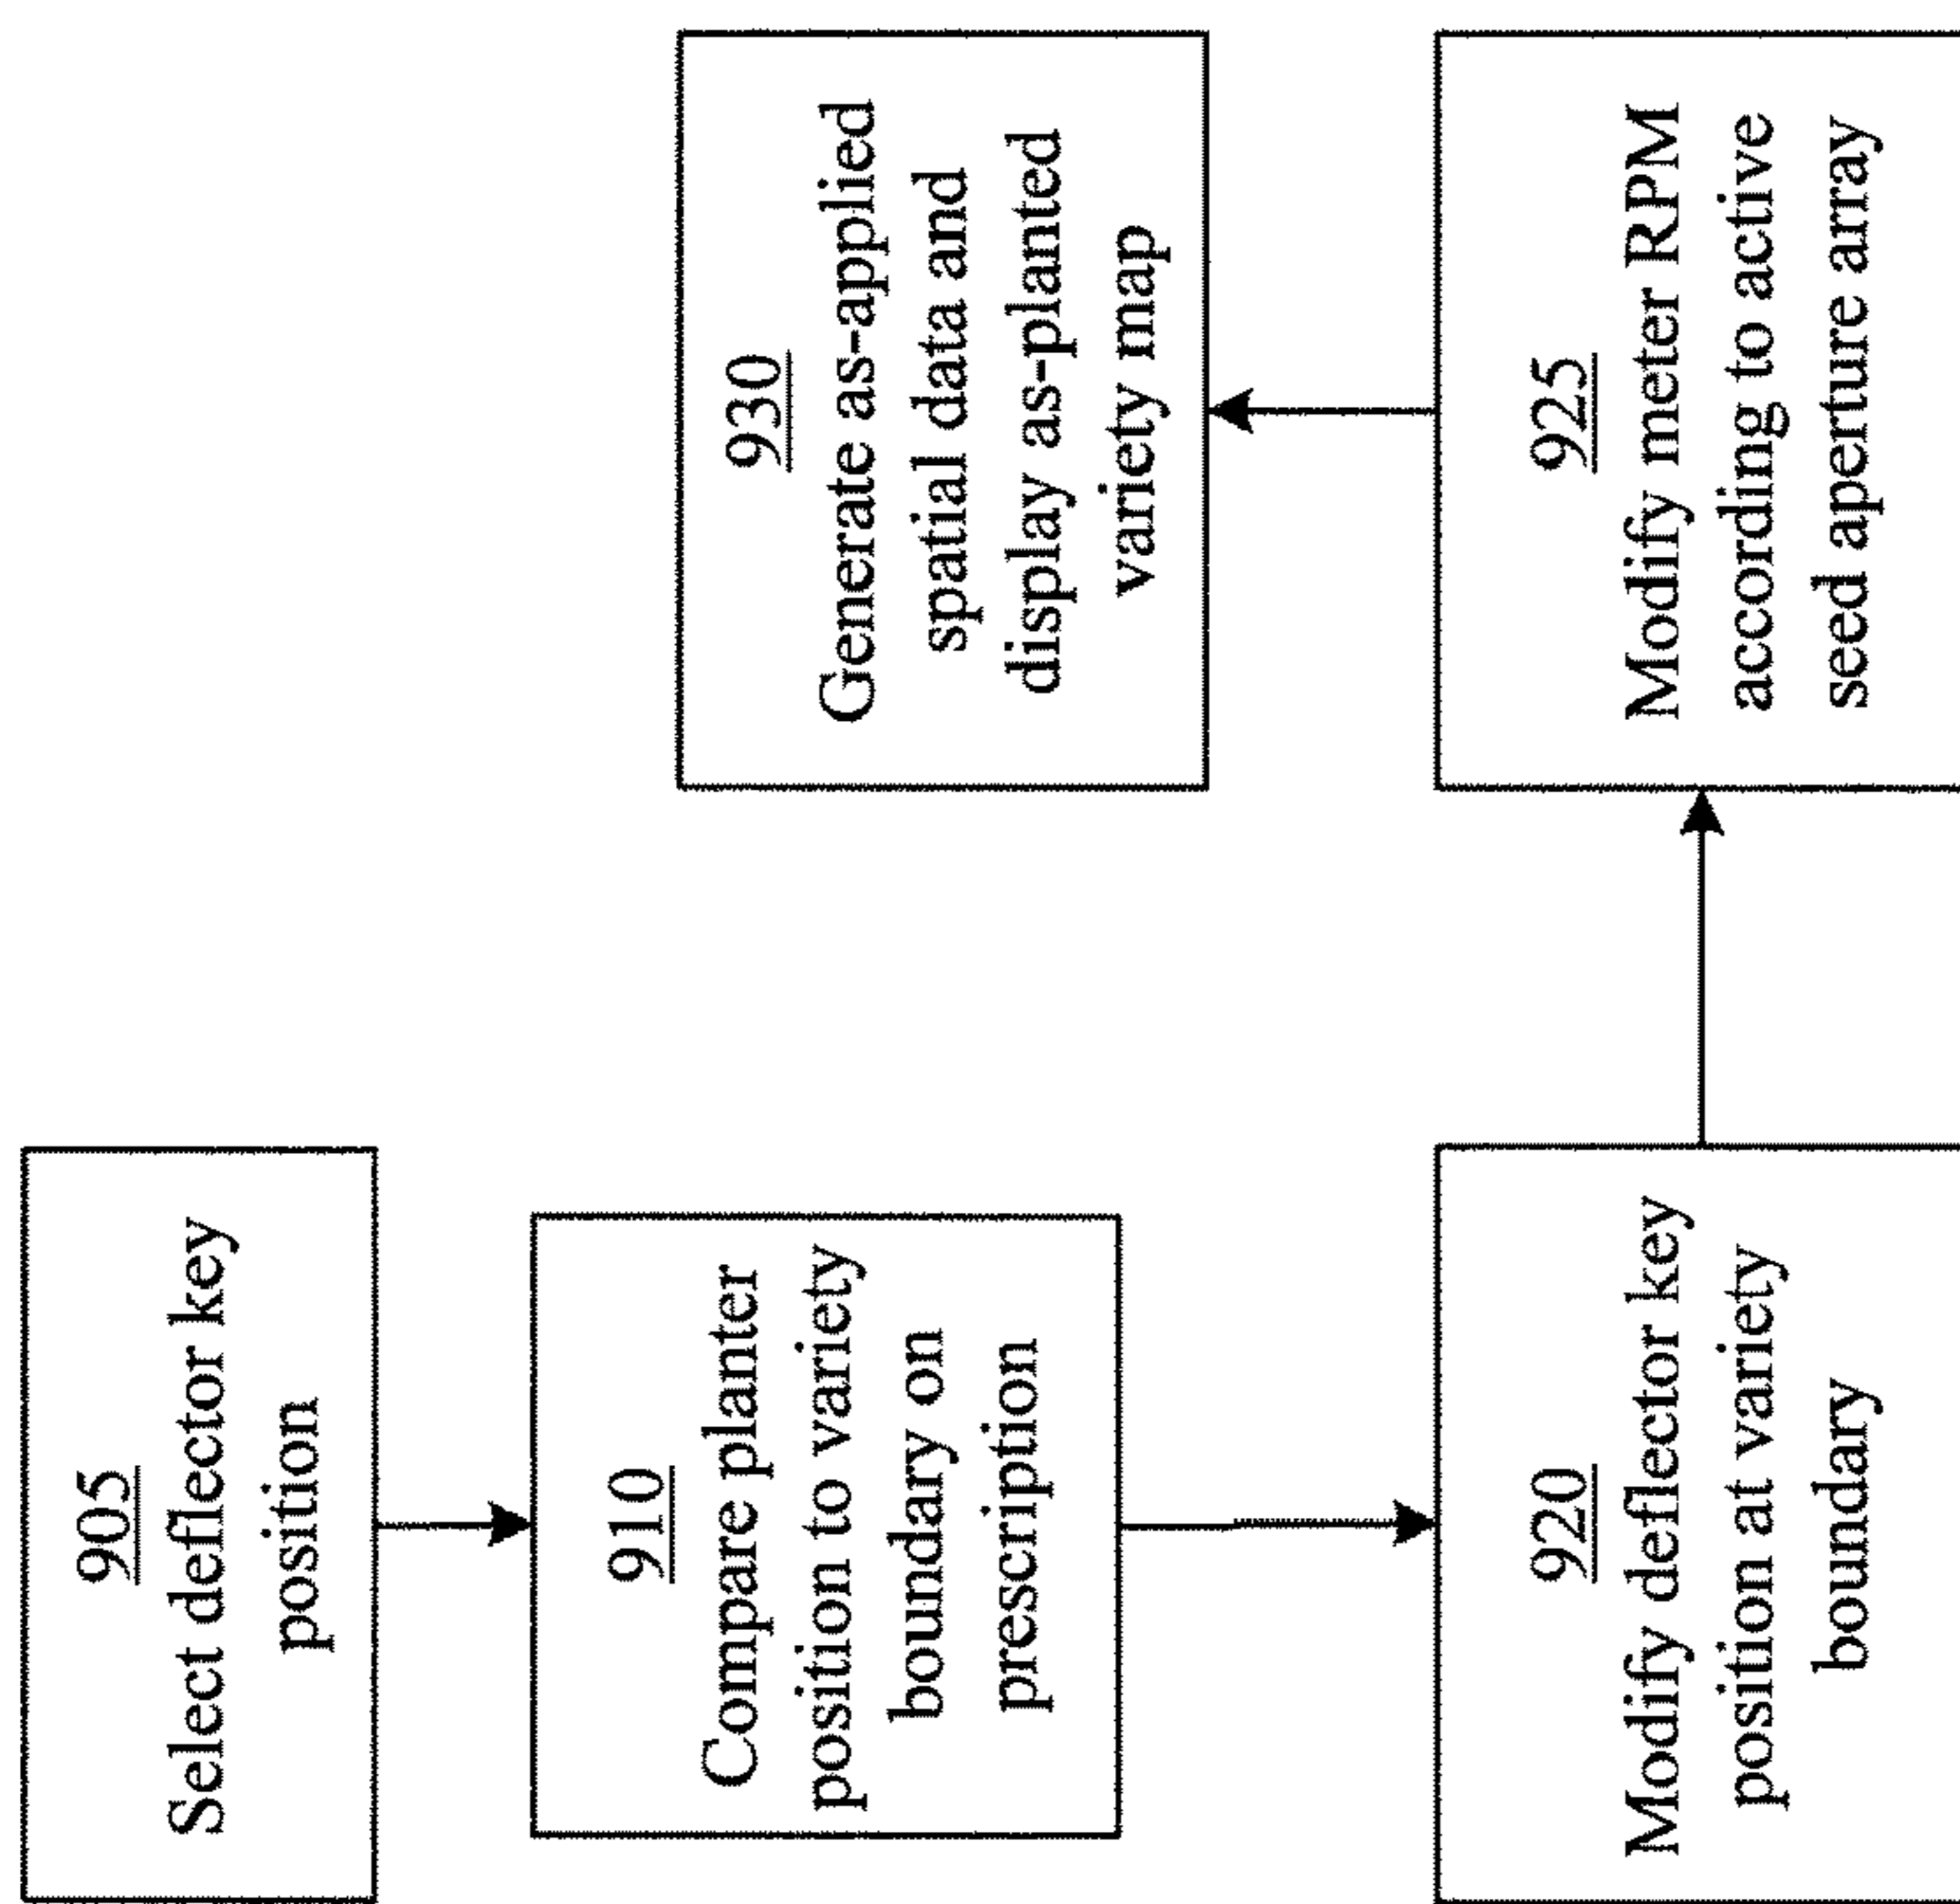 905
Select deflector key
position
910
Compare planter
position to variety
boundary on
prescription
920
Modify deflector key
position at variety
boundary
925
Modify meter RPM
according to active
seed aperture array
930
Generate as-applied
spatial data and
display as-planted
variety map